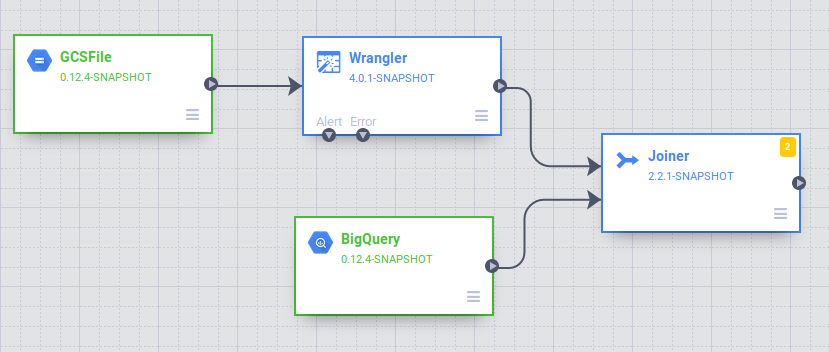 GCSFile
0.12.4-SNAPSHOT
Wrangler
4.0.1-SNAPSHOT
Alert Error
2
Joiner
2.2.1-SNAPSHOT
BigQuery
0.12.4-SNAPSHOT